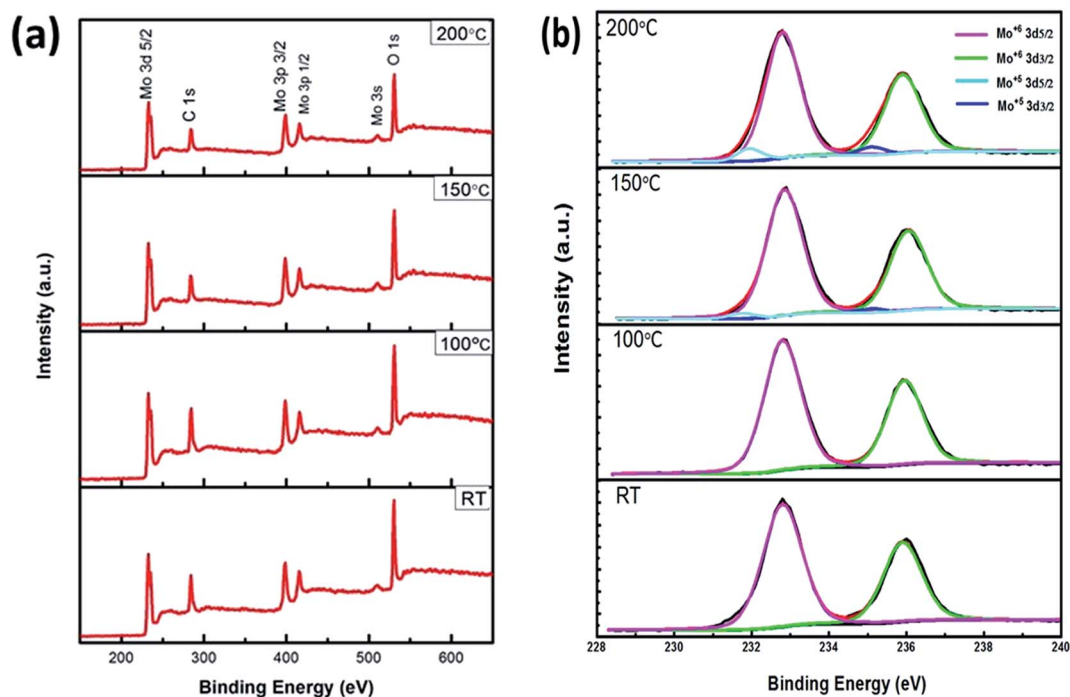 (a)
200°C
Mo 3d 5/2
C 1s
Mo 3p 3/2
Mo 3p 1/2
Mo 3s
O 1s
150°C
100°C
RT
Intensity (a.u.)
200 300 400 500 600
Binding Energy (eV)
(b)
200°C
Mo+6 3d5/2
Mo+6 3d3/2
Mo+5 3d5/2
Mo+5 3d3/2
150°C
100°C
RT
Intensity (a.u.)
228 230 232 234 236 238 240
Binding Energy (eV)